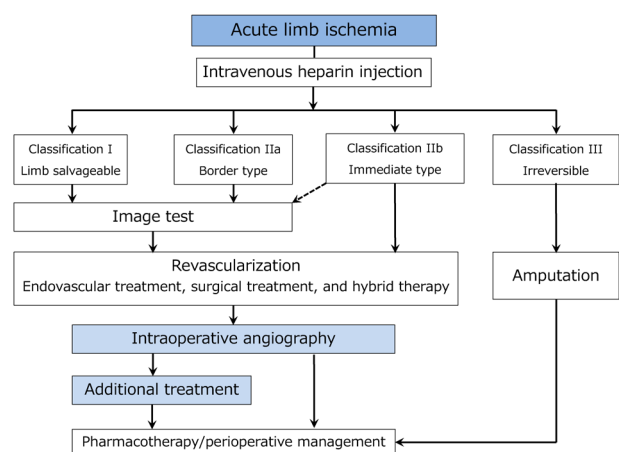 Acute limb ischemia
Intravenous heparin injection
Classification I
Limb salvageable
Classification IIa
Border type
Classification IIb
Immediate type
Classification III
Irreversible
Image test
Revascularization
Endovascular treatment, surgical treatment, and hybrid therapy
Amputation
Intraoperative angiography
Additional treatment
Pharmacotherapy/perioperative management